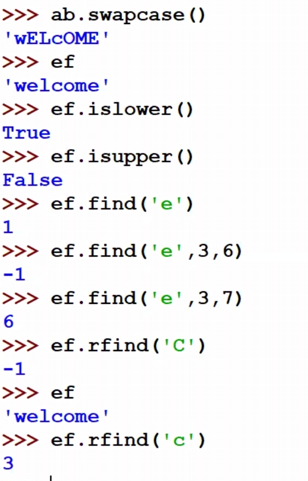 >>> ab.swapcase()
'wELcOME'
>>> ef
'welcome'
>>> ef.islower()
True
>>> ef.isupper()
False
>>> ef.find('e')
1
>>> ef.find('e',3,6)
-1
>>> ef.find('e',3,7)
6
>>> ef.rfind('C')
-1
>>> ef
'welcome'
>>> ef.rfind('c')
3